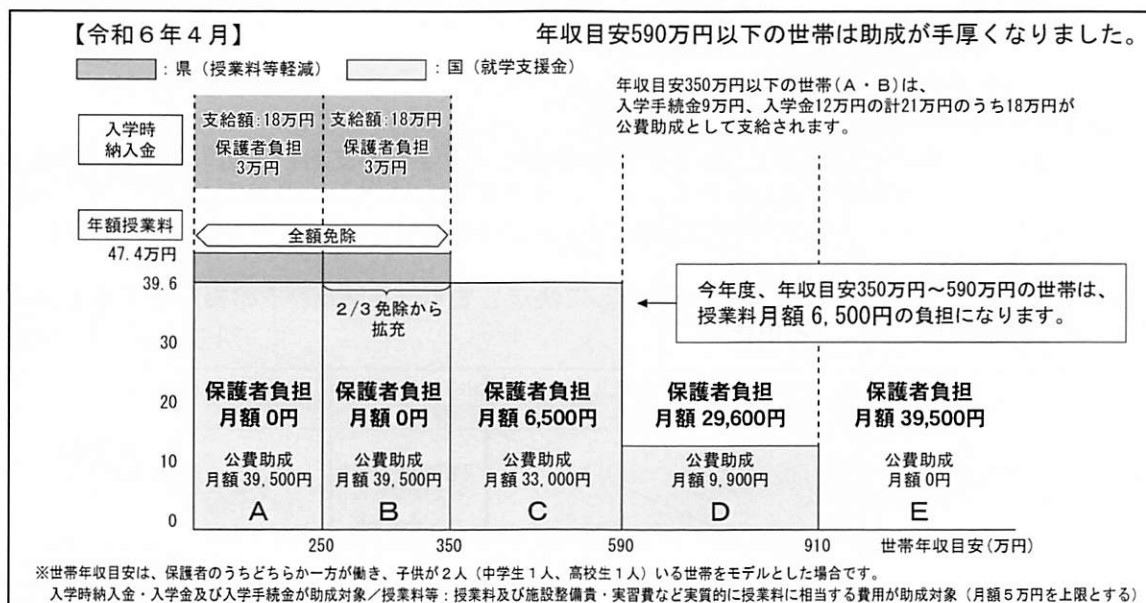 【令和6年4月】
年収目安590万円以下の世帯は助成が手厚くなりました。
：県（授業料等軽減）
：国（就学支援金）
年収目安350万円以下の世帯（A・B）は、
入学手続金9万円、入学金12万円の計21万円のうち18万円が
公費助成として支給されます。
入学時
納入金
支給額：18万円
保護者負担
3万円
支給額：18万円
保護者負担
3万円
年額授業料
全額免除
47.4万円
39.6
30
20
10
0
2/3免除から
拡充
今年度、年収目安350万円～590万円の世帯は、
授業料月額6,500円の負担になります。
保護者負担
月額 0円
公費助成
月額 39,500円
A
保護者負担
月額 0円
公費助成
月額 39,500円
B
保護者負担
月額 6,500円
公費助成
月額 33,000円
C
保護者負担
月額 29,600円
公費助成
月額 9,900円
D
保護者負担
月額 39,500円
公費助成
月額 0円
E
250
350
590
910
世帯年収目安（万円）
※世帯年収目安は、保護者のうちどちらか一方が働き、子供が2人（中学生1人、高校生1人）いる世帯をモデルとした場合です。
入学時納入金・入学金及び入学手続金が助成対象／授業料等：授業料及び施設整備貴・実習費など実質的に授業料に相当する費用が助成対象（月額5万円を上限とする）